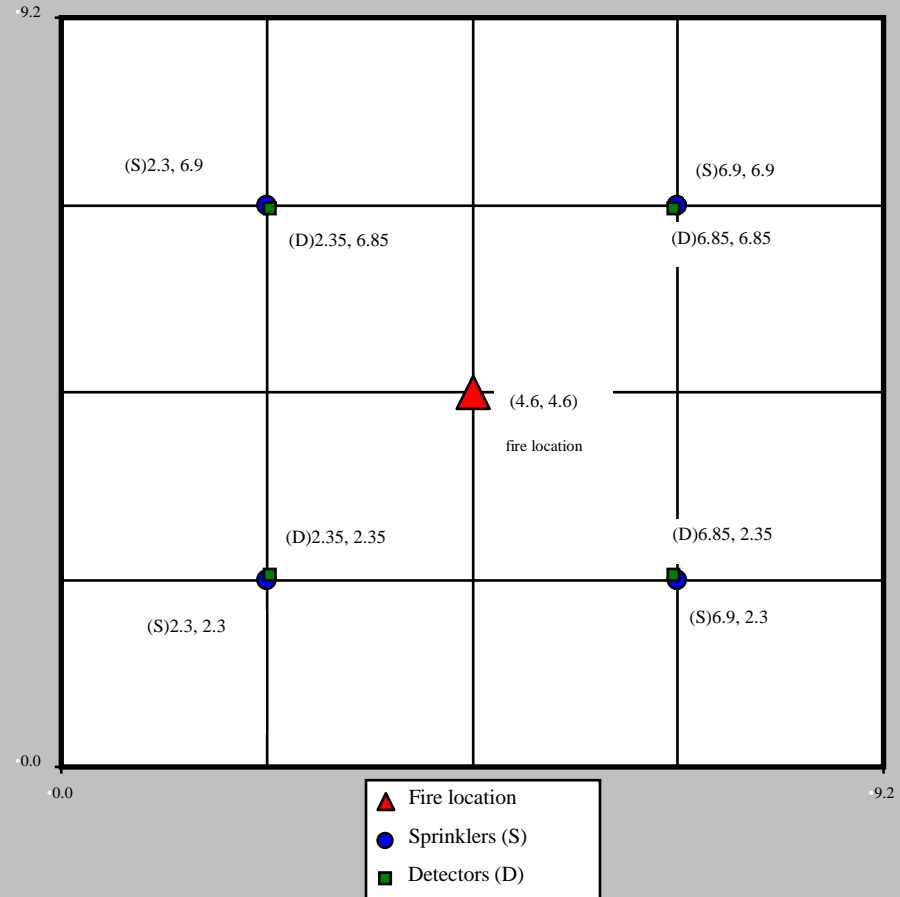 9.2
(S)2.3, 6.9
(S)6.9, 6.9
(D)2.35, 6.85
(D)6.85, 6.85
(4.6, 4.6)
fire location
(D)2.35, 2.35
(D)6.85, 2.35
(S)2.3, 2.3
(S)6.9, 2.3
0.0
0.0
9.2
Fire location
Sprinklers (S)
Detectors (D)